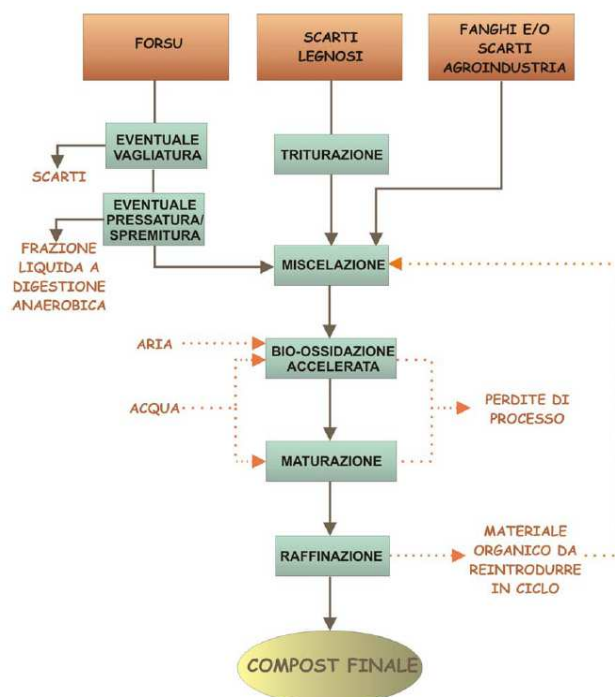 FORSU
SCARTI
LEGNOSI
FANGHI E/O
SCARTI
AGROINDUSTRIA
EVENTUALE
VAGLIATURA
TRITURAZIONE
SCARTI
EVENTUALE
PRESSATURA/
SPREMITURA
FRAZIONE
LIQUIDA A
DIGESTIONE
ANAEROBICA
MISCELAZIONE
ARIA
BIO-OSSIDAZIONE
ACCELERATA
ACQUA
PERDITE DI
PROCESSO
MATURAZIONE
RAFFINAZIONE
MATERIALE
ORGANICO DA
REINTRODURRE
IN CICLO
COMPOST FINALE